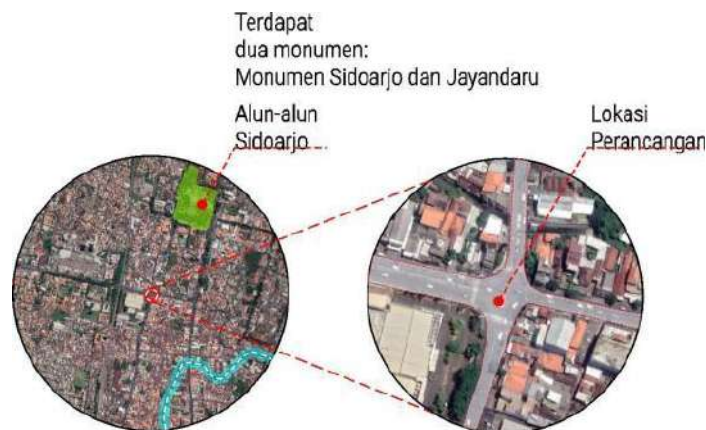 Terdapat
dua monumen:
Monumen Sidoarjo dan Jayandaru
Alun-alun
Sidoarjo
Lokasi
Perancangan